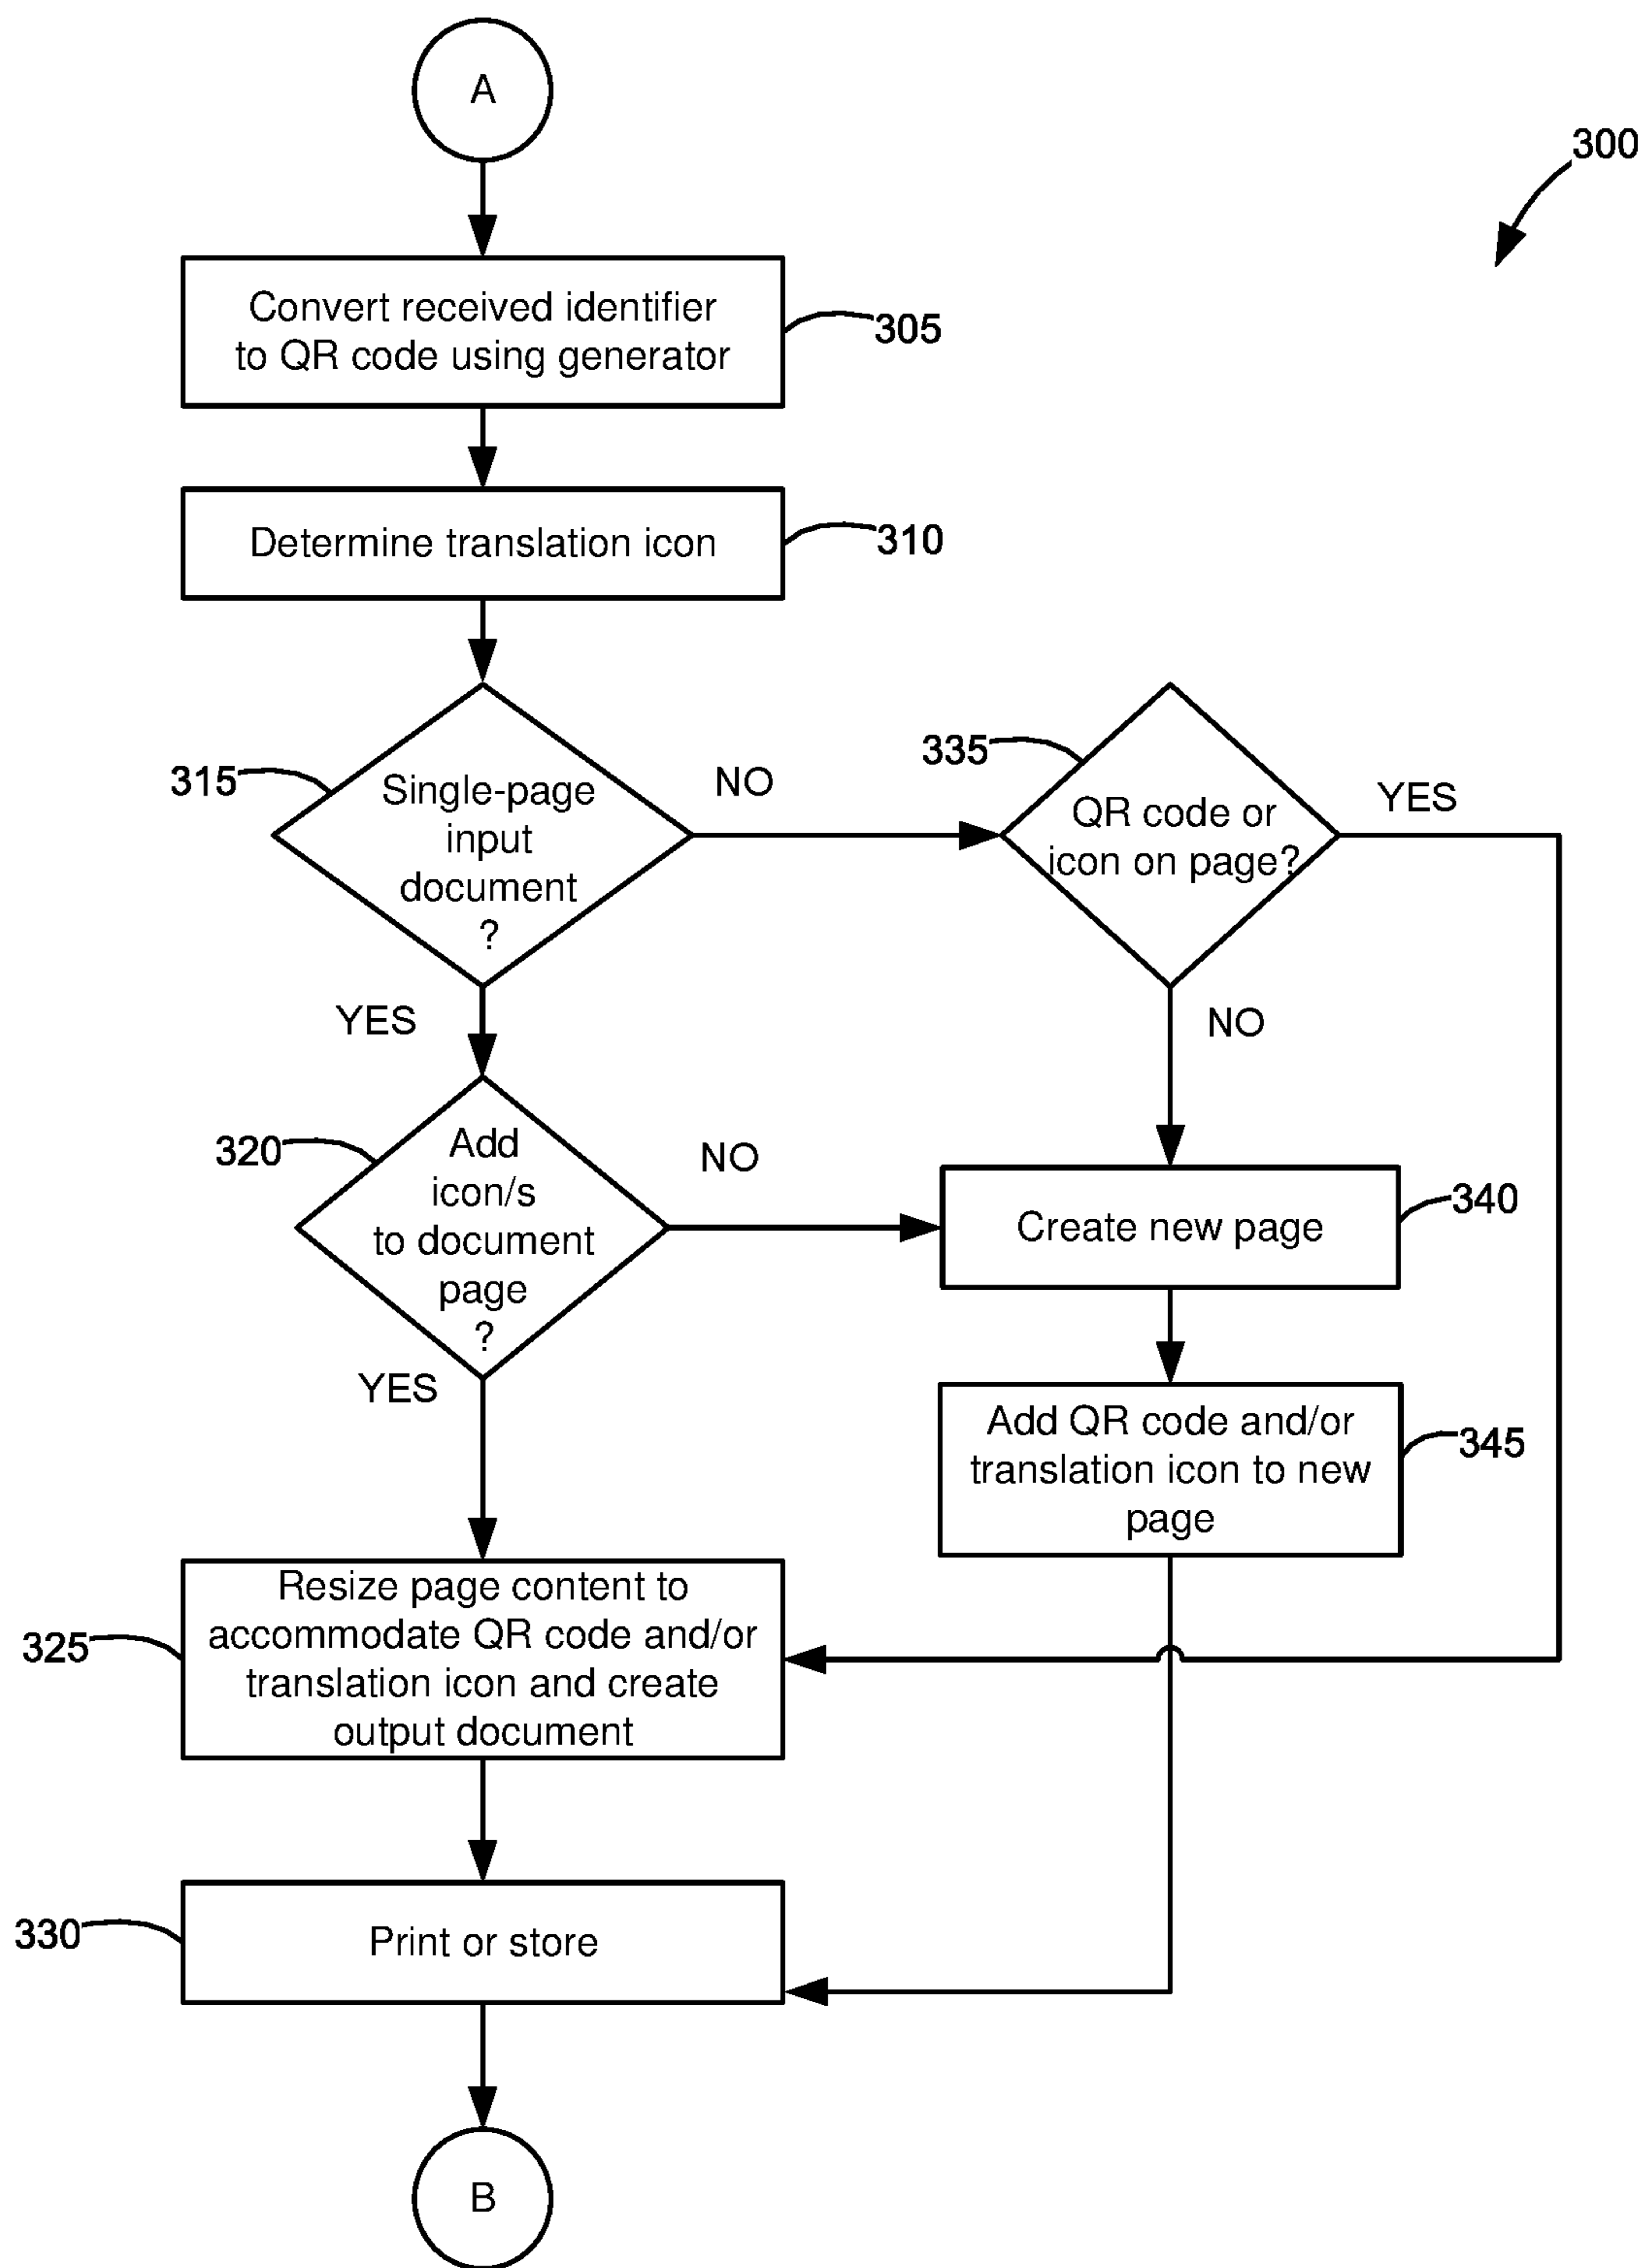 A
300
Convert received identifier
to QR code using generator
305
Determine translation icon
310
315
Single-page
input
document
?
NO
YES
335
QR code or
icon on page?
YES
NO
320
Add
icon/s
to document
page
?
NO
YES
Create new page
340
Add QR code and/or
translation icon to new
page
345
325
Resize page content to
accommodate QR code and/or
translation icon and create
output document
330
Print or store
B